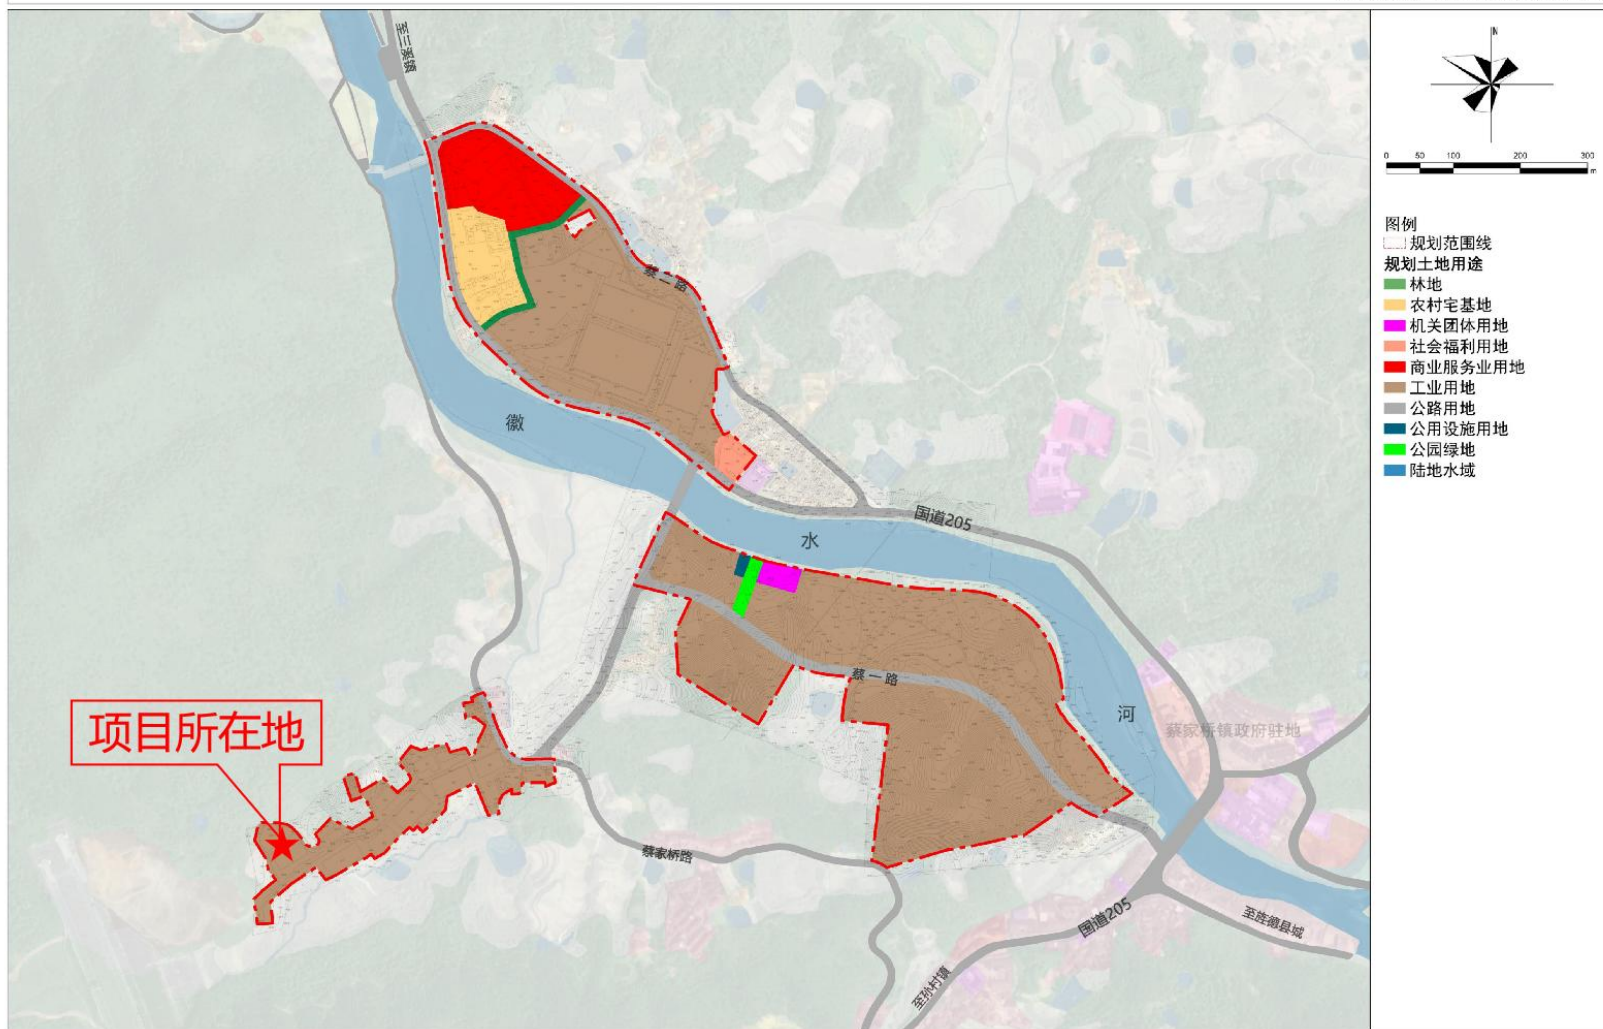 至三溪镇
N
0 50 100 200 300
m
图例
规划范围线
规划土地用途
林地
农村宅基地
机关团体用地
社会福利用地
商业服务业用地
工业用地
公路用地
公用设施用地
公园绿地
陆地水域
蔡二路
徽
国道205
水
蔡一路
河
蔡家桥镇政府驻地
项目所在地
蔡家桥路
国道205
至旌德县城
至孙村镇